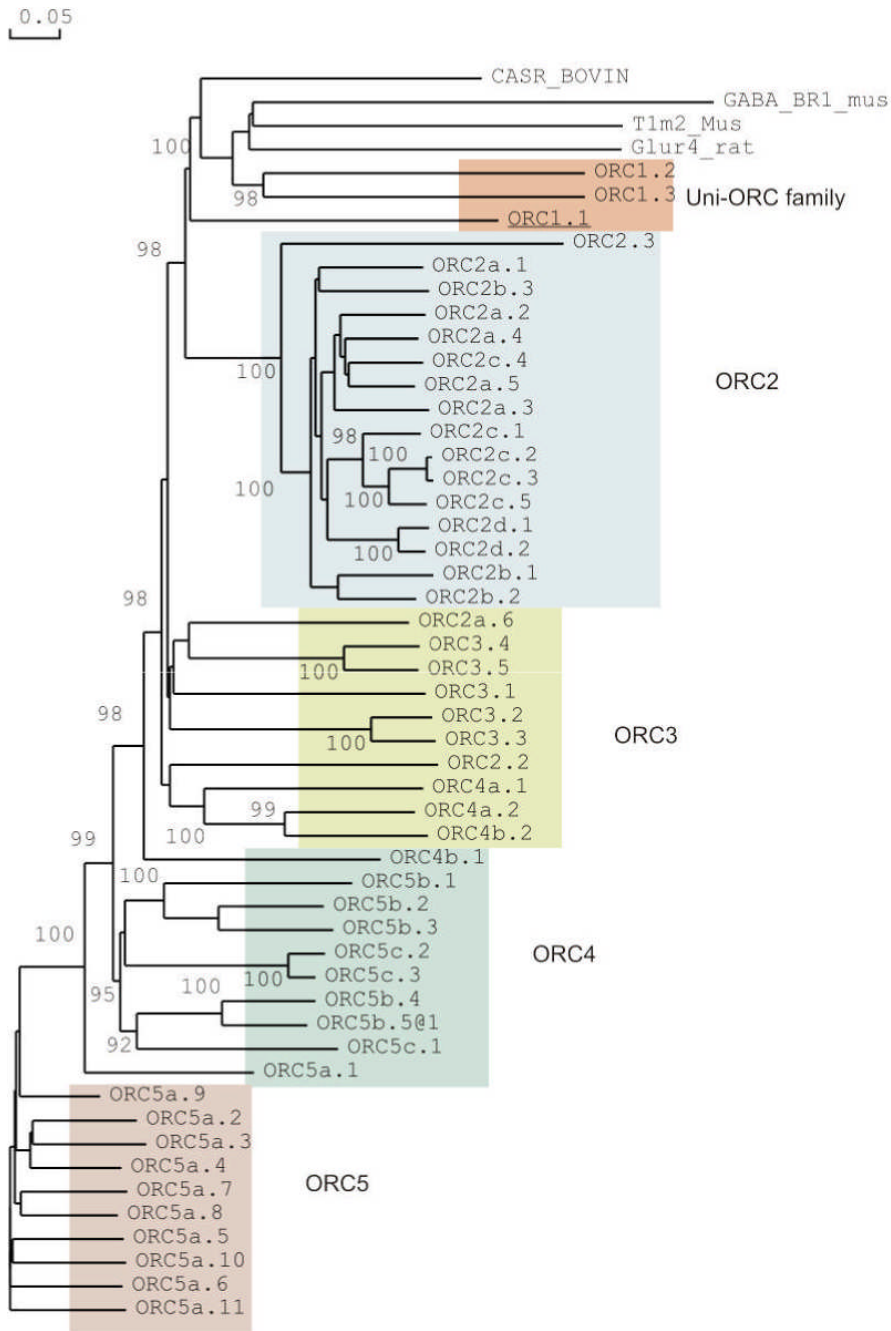 0.05
CASR_BOVIN
GABA_BR1_mus
T1m2_Mus
100
Glur4_rat
ORC1.2
98
ORC1.3
Uni-ORC family
ORC1.1
98
ORC2.3
ORC2a.1
ORC2b.3
ORC2a.2
ORC2a.4
ORC2c.4
100
ORC2a.5
ORC2
ORC2a.3
98
ORC2c.1
100
ORC2c.2
ORC2c.3
100
100
ORC2c.5
ORC2d.1
100
ORC2d.2
ORC2b.1
98
ORC2b.2
ORC2a.6
ORC3.4
100
ORC3.5
ORC3.1
98
ORC3.2
ORC3
100
ORC3.3
ORC2.2
ORC4a.1
99
ORC4a.2
99
100
ORC4b.2
ORC4b.1
100
ORC5b.1
ORC5b.2
100
ORC5b.3
ORC5c.2
ORC4
100
ORC5c.3
95
100
ORC5b.4
ORC5b.5@1
92
ORC5c.1
ORC5a.1
ORC5a.9
ORC5a.2
ORC5a.3
ORC5a.4
ORC5
ORC5a.7
ORC5a.8
ORC5a.5
ORC5a.10
ORC5a.6
ORC5a.11